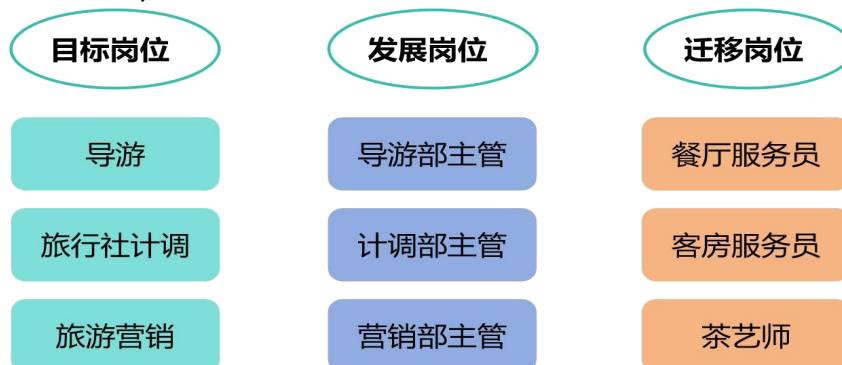 目标岗位 发展岗位 迁移岗位
导游 导游部主管 餐厅服务员
旅行社计调 计调部主管 客房服务员
旅游营销 营销部主管 茶艺师